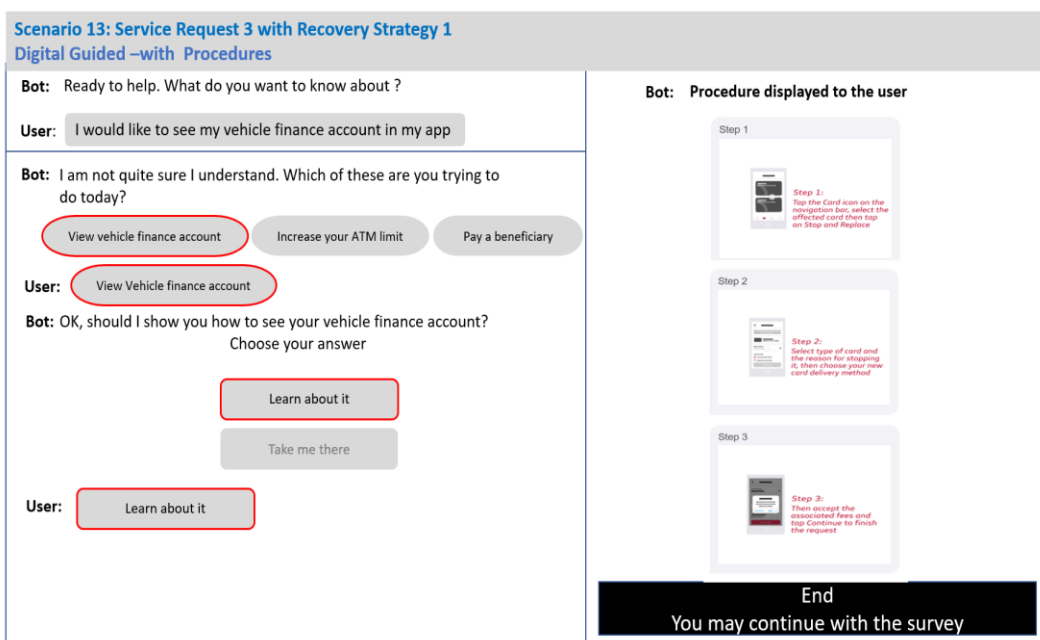 Scenario 13: Service Request 3 with Recovery Strategy 1
Digital Guided –with Procedures
Bot: Ready to help. What do you want to know about ?
User: I would like to see my vehicle finance account in my app
Bot: I am not quite sure I understand. Which of these are you trying to
do today?
View vehicle finance account
Increase your ATM limit
Pay a beneficiary
User: View Vehicle finance account
Bot: OK, should I show you how to see your vehicle finance account?
Choose your answer
Learn about it
Take me there
User: Learn about it
Bot: Procedure displayed to the user
Step 1
Step 1:
Tap the Card icon on the
navigation bar, select the
affected card then tap
on Stop and Replace
Step 2
Step 2:
Select type of card and
the reason for stopping
it, then choose your new
card delivery method
Step 3
Step 3:
Then accept the
associated fees and
tap Continue to finish
the request
End
You may continue with the survey